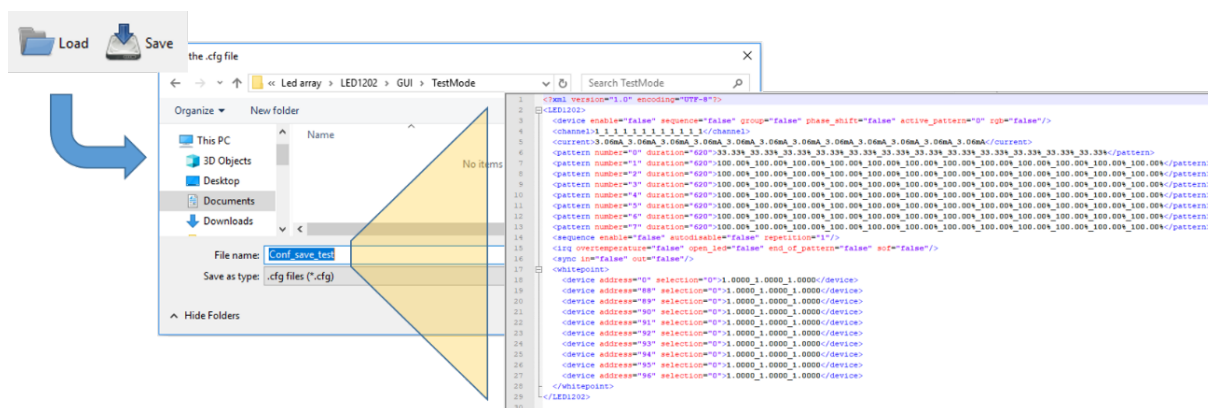 Load Save
the .cfg file
« Led array > LED1202 > GUI > TestMode
Search TestMode
Organize New folder
This PC
3D Objects
Desktop
Documents
Downloads
Name
No items
File name: Conf_save_test
Save as type: .cfg files (*.cfg)
Hide Folders
1 <?xml version="1.0" encoding="UTF-8"?>
2 <LED1202>
3 <device enable="false" sequence="false" group="false" phase_shift="false" active_pattern="0" rgb="false"/>
4 <channel>1_1_1_1_1_1_1_1_1_1_1_1</channel>
5 <current>3.06mA_3.06mA_3.06mA_3.06mA_3.06mA_3.06mA_3.06mA_3.06mA_3.06mA_3.06mA_3.06mA_3.06mA</current>
6 <pattern number="0" duration="620">33.33%_33.33%_33.33%_33.33%_33.33%_33.33%_33.33%_33.33%_33.33%_33.33%_33.33%_33.33%</pattern>
7 <pattern number="1" duration="620">100.00%_100.00%_100.00%_100.00%_100.00%_100.00%_100.00%_100.00%_100.00%_100.00%_100.00%_100.00%</pattern
8 <pattern number="2" duration="620">100.00%_100.00%_100.00%_100.00%_100.00%_100.00%_100.00%_100.00%_100.00%_100.00%_100.00%_100.00%</pattern
9 <pattern number="3" duration="620">100.00%_100.00%_100.00%_100.00%_100.00%_100.00%_100.00%_100.00%_100.00%_100.00%_100.00%_100.00%</pattern
10 <pattern number="4" duration="620">100.00%_100.00%_100.00%_100.00%_100.00%_100.00%_100.00%_100.00%_100.00%_100.00%_100.00%_100.00%</pattern
11 <pattern number="5" duration="620">100.00%_100.00%_100.00%_100.00%_100.00%_100.00%_100.00%_100.00%_100.00%_100.00%_100.00%_100.00%</pattern
12 <pattern number="6" duration="620">100.00%_100.00%_100.00%_100.00%_100.00%_100.00%_100.00%_100.00%_100.00%_100.00%_100.00%_100.00%</pattern
13 <pattern number="7" duration="620">100.00%_100.00%_100.00%_100.00%_100.00%_100.00%_100.00%_100.00%_100.00%_100.00%_100.00%_100.00%</pattern
14 <sequence enable="false" autodisable="false" repetition="1"/>
15 <irq overtemperature="false" open_led="false" end_of_pattern="false" sof="false"/>
16 <sync in="false" out="false"/>
17 <whitepoint>
18 <device address="0" selection="0">1.0000_1.0000_1.0000</device>
19 <device address="88" selection="0">1.0000_1.0000_1.0000</device>
20 <device address="89" selection="0">1.0000_1.0000_1.0000</device>
21 <device address="90" selection="0">1.0000_1.0000_1.0000</device>
22 <device address="91" selection="0">1.0000_1.0000_1.0000</device>
23 <device address="92" selection="0">1.0000_1.0000_1.0000</device>
24 <device address="93" selection="0">1.0000_1.0000_1.0000</device>
25 <device address="94" selection="0">1.0000_1.0000_1.0000</device>
26 <device address="95" selection="0">1.0000_1.0000_1.0000</device>
27 <device address="96" selection="0">1.0000_1.0000_1.0000</device>
28 </whitepoint>
29 </LED1202>
30